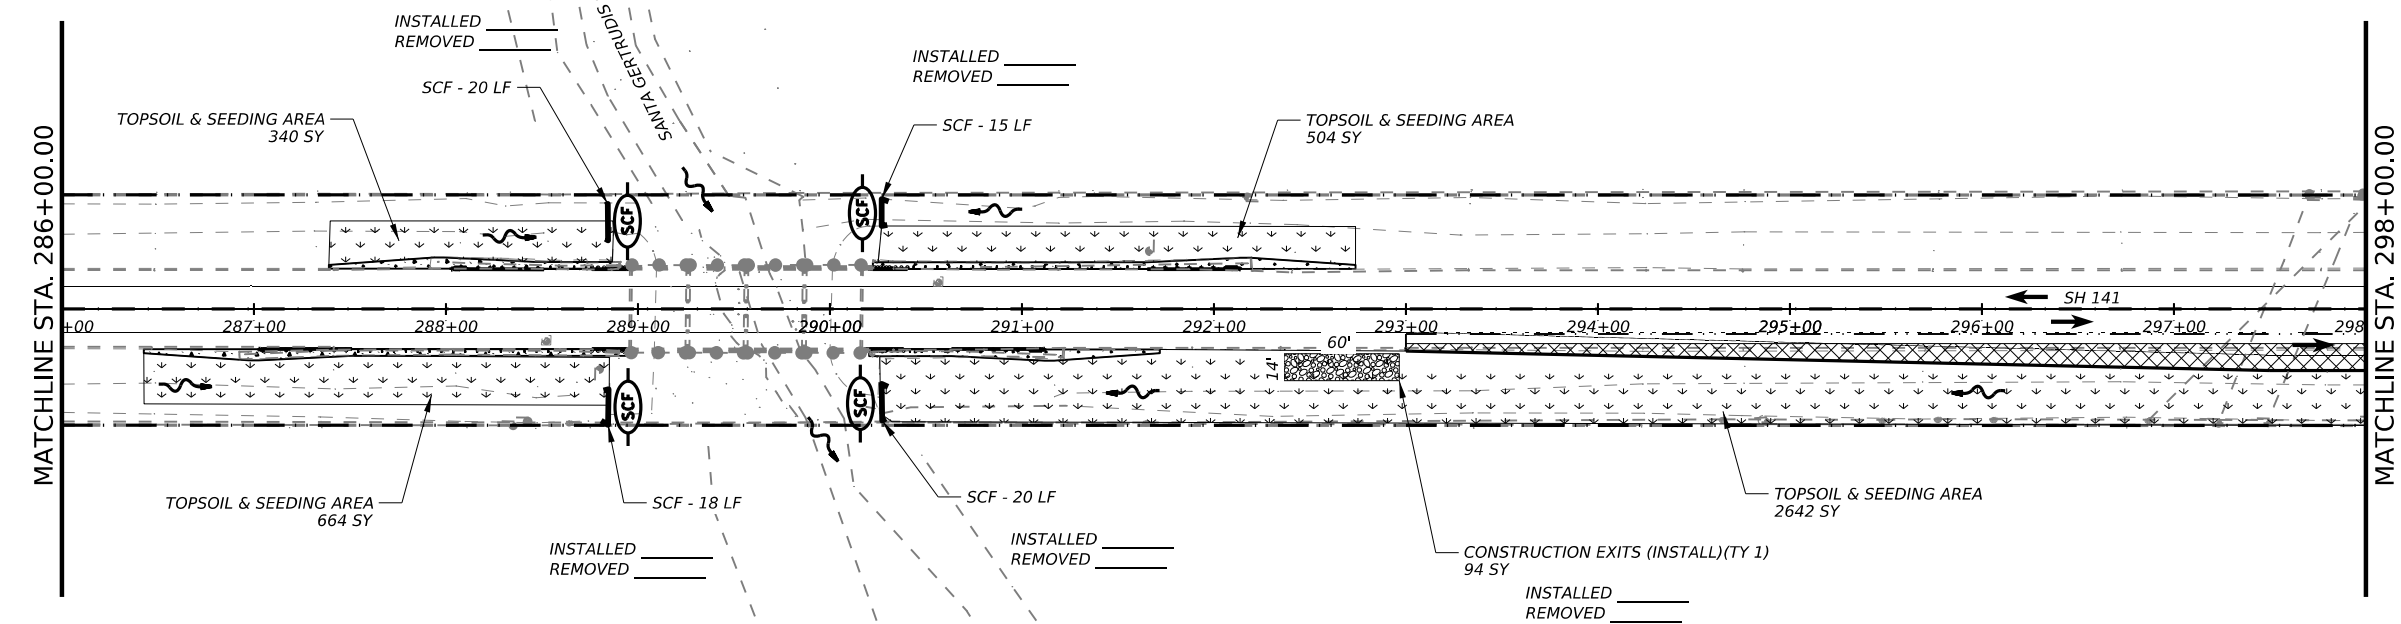 INSTALLED
REMOVED
SANTA GERTRUDIS
INSTALLED
REMOVED
SCF - 20 LF
TOPSOIL & SEEDING AREA
340 SY
SCF - 15 LF
TOPSOIL & SEEDING AREA
504 SY
MATCHLINE STA. 286+00.00
MATCHLINE STA. 298+00.00
SCF
SCF
SH 141
+00 287+00 288+00 289+00 290+00 291+00 292+00 293+00 294+00 295+00 296+00 297+00 298
60'
14'
SCF
SCF
TOPSOIL & SEEDING AREA
664 SY
SCF - 18 LF
SCF - 20 LF
TOPSOIL & SEEDING AREA
2642 SY
INSTALLED
REMOVED
INSTALLED
REMOVED
CONSTRUCTION EXITS (INSTALL)(TY 1)
94 SY
INSTALLED
REMOVED